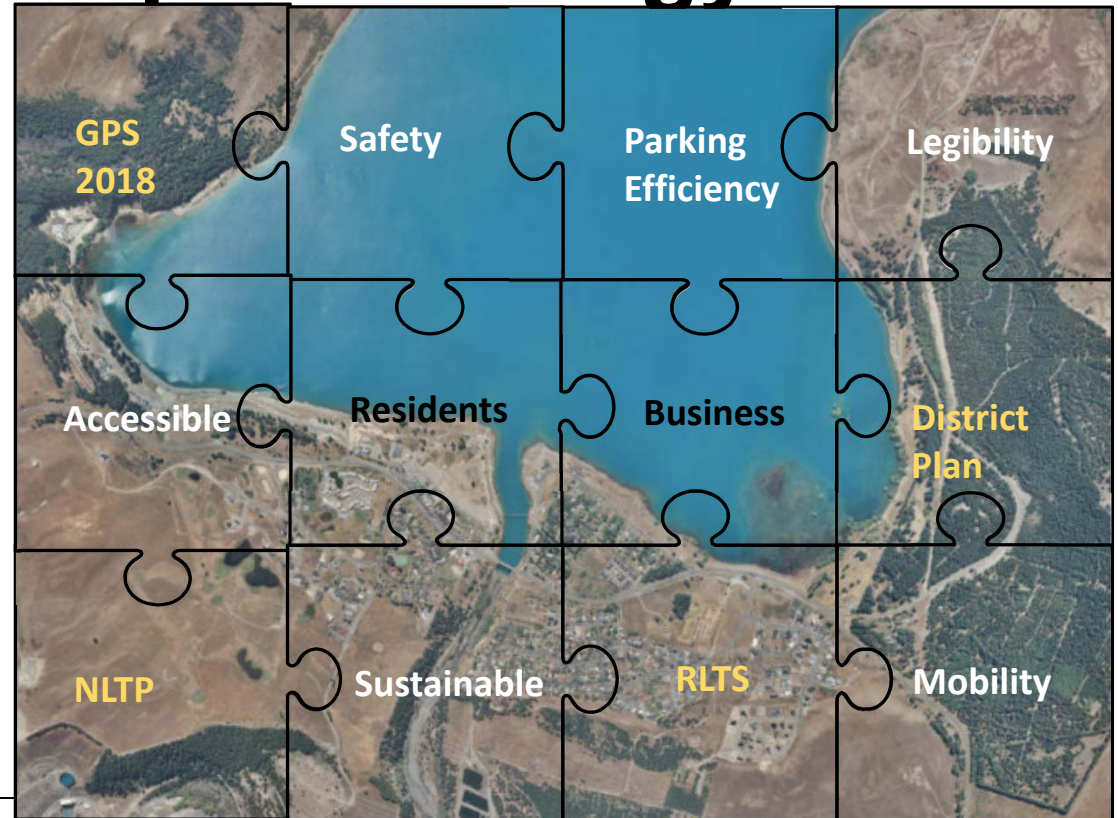 GPS
2018
Safety
Parking
Efficiency
Legibility
Accessible
Residents
Business
District
Plan
NLTP
Sustainable
RLTS
Mobility